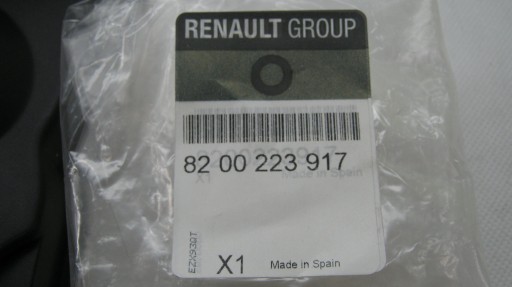 RENAULT GROUP
82 00 223 917
X1
Made in Spain